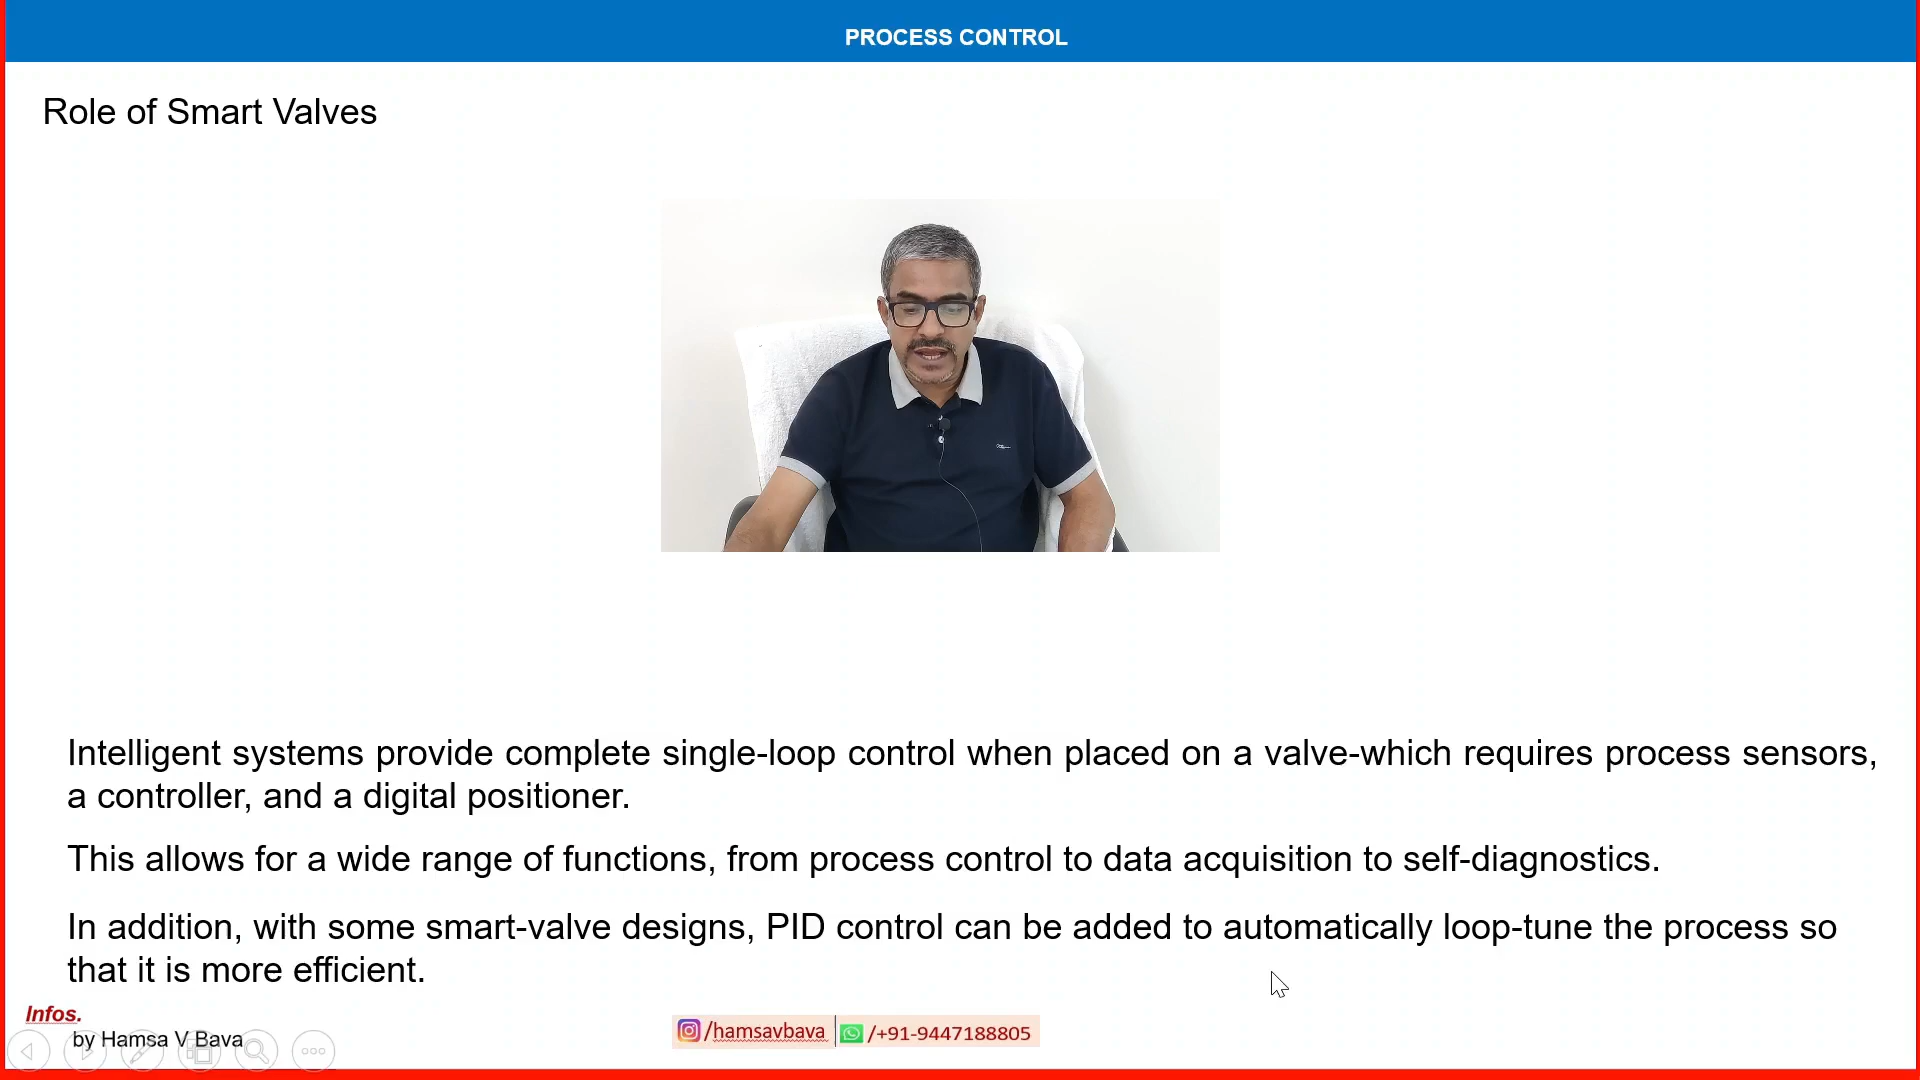 PROCESS CONTROL
Role of Smart Valves
Intelligent systems provide complete single-loop control when placed on a valve-which requires process sensors,
a controller, and a digital positioner.
This allows for a wide range of functions, from process control to data acquisition to self-diagnostics.
In addition, with some smart-valve designs, PID control can be added to automatically loop-tune the process so
that it is more efficient.
Infos.
by Hamsa V Bava
/hamsavbava /+91-9447188805